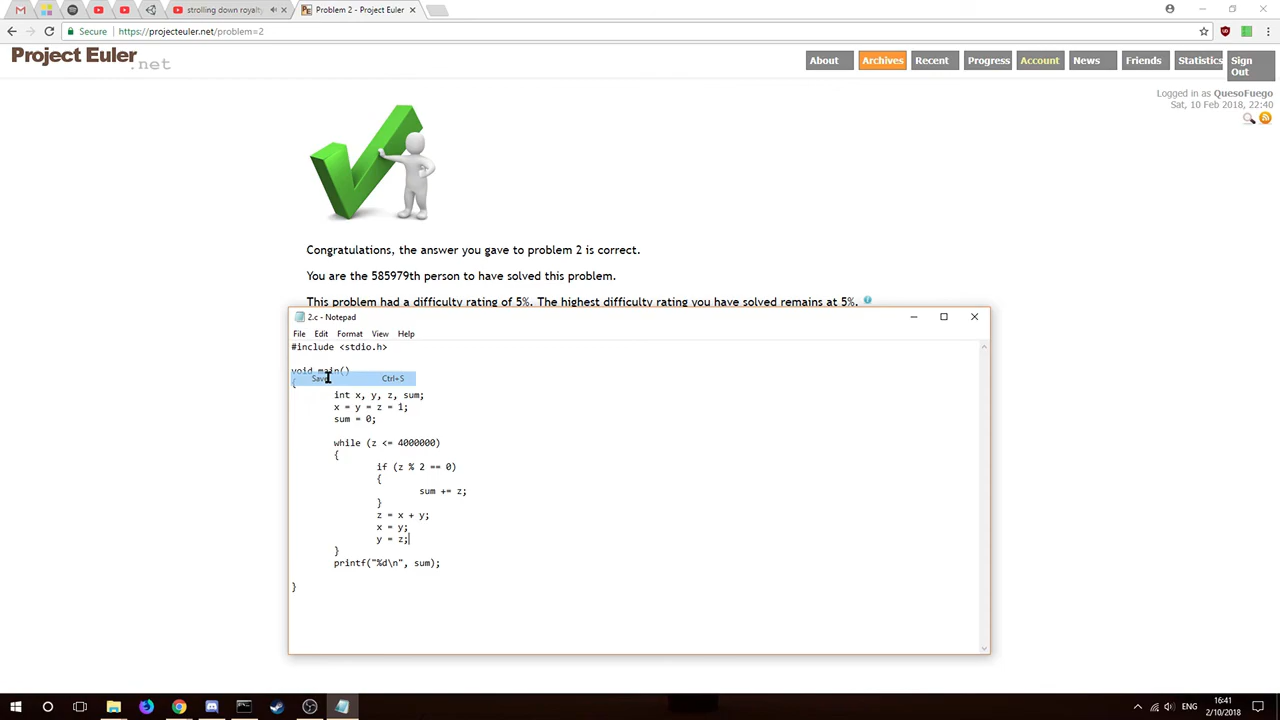 strolling down royalty
Problem 2 - Project Euler
Secure
https://projecteuler.net/problem=2
Project Euler
.net
About
Archives
Recent
Progress
Account
News
Friends
Statistics
Sign Out
Logged in as QuesoFuego
Sat, 10 Feb 2018, 22:40
Congratulations, the answer you gave to problem 2 is correct.
You are the 585979th person to have solved this problem.
This problem had a difficulty rating of 5%. The highest difficulty rating you have solved remains at 5%.
2.c - Notepad
File Edit Format View Help
#include <stdio.h>
void main()
Save Ctrl+S
{
int x, y, z, sum;
x = y = z = 1;
sum = 0;
while (z <= 4000000)
{
if (z % 2 == 0)
{
sum += z;
}
z = x + y;
x = y;
y = z;
}
printf("%d\n", sum);
}
ENG
16:41
2/10/2018